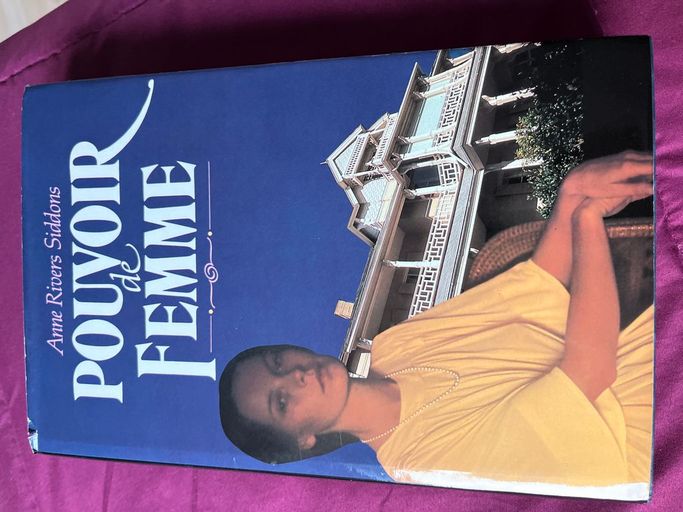 Anne Rivers Siddons
POUVOIR
de
FEMME